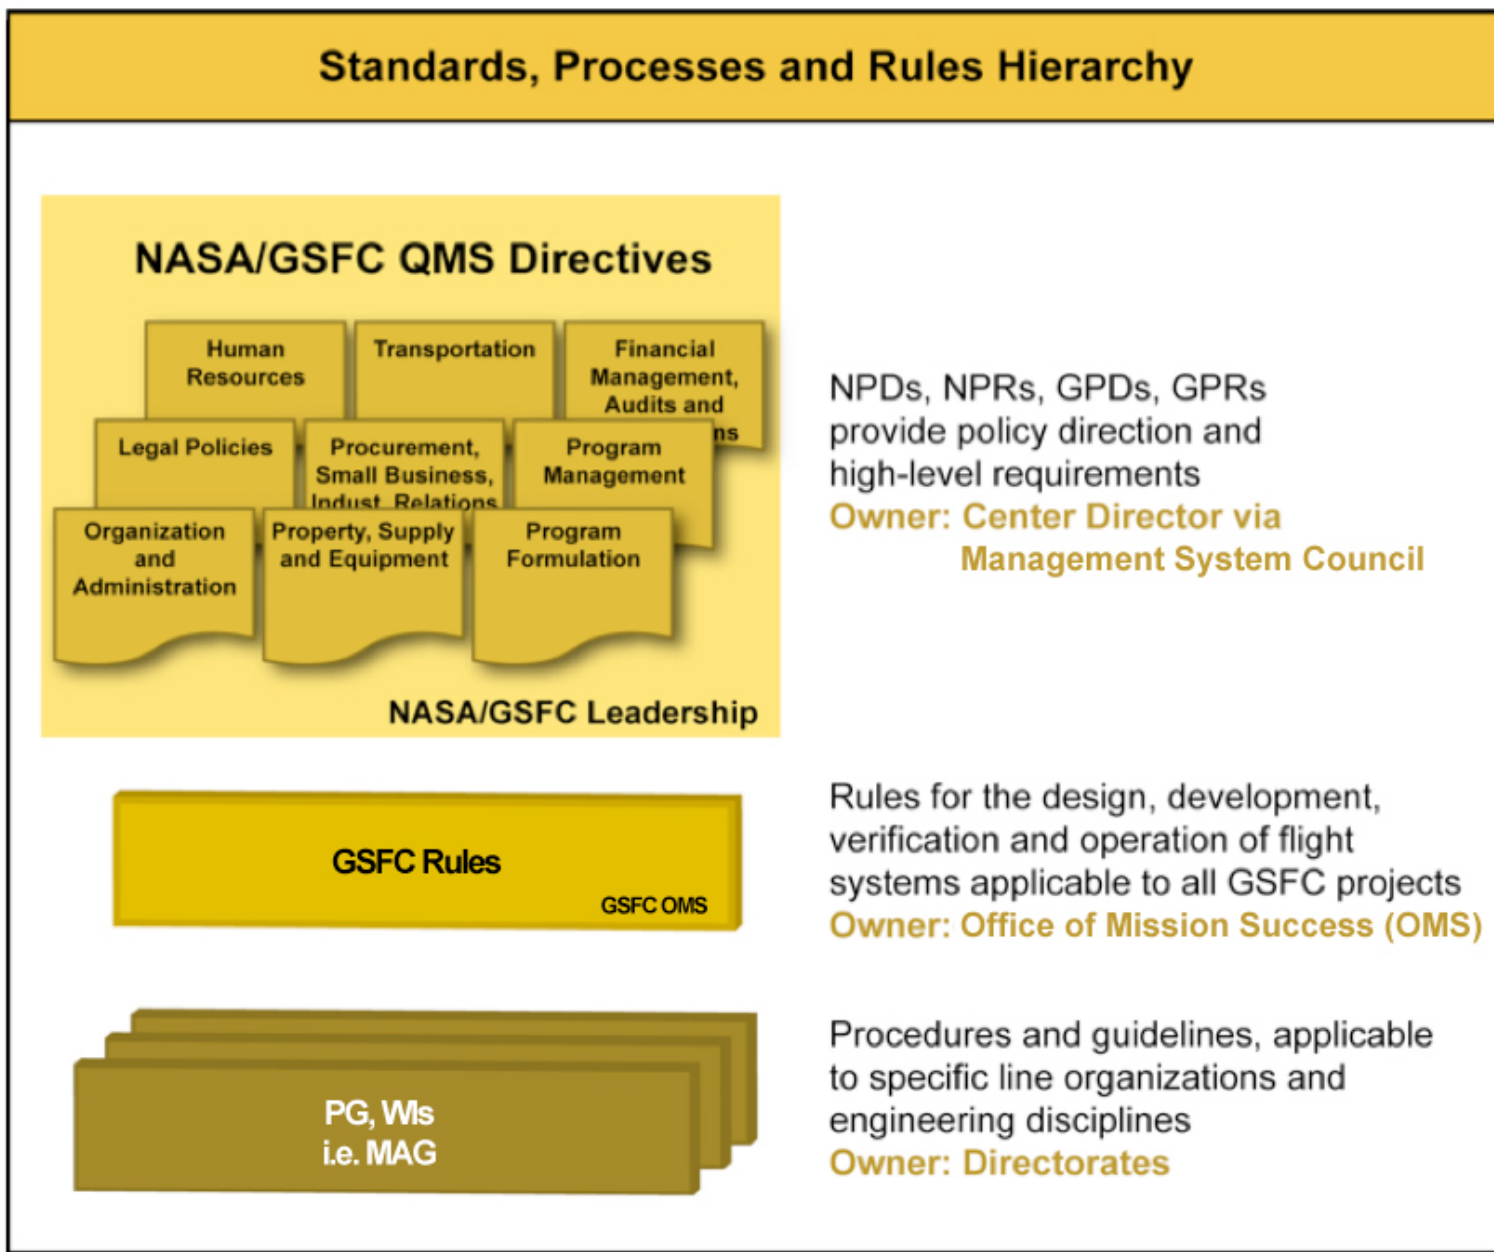 Standards, Processes and Rules Hierarchy
NASA/GSFC QMS Directives
Human
Resources
Transportation
Financial
Management,
Audits and
ns
Legal Policies
Procurement,
Small Business,
Indust. Relations
Program
Management
Organization
and
Administration
Property, Supply
and Equipment
Program
Formulation
NASA/GSFC Leadership
NPDs, NPRs, GPDs, GPRs
provide policy direction and
high-level requirements
Owner: Center Director via
Management System Council
GSFC Rules
GSFC OMS
Rules for the design, development,
verification and operation of flight
systems applicable to all GSFC projects
Owner: Office of Mission Success (OMS)
PG, WIs
i.e. MAG
Procedures and guidelines, applicable
to specific line organizations and
engineering disciplines
Owner: Directorates